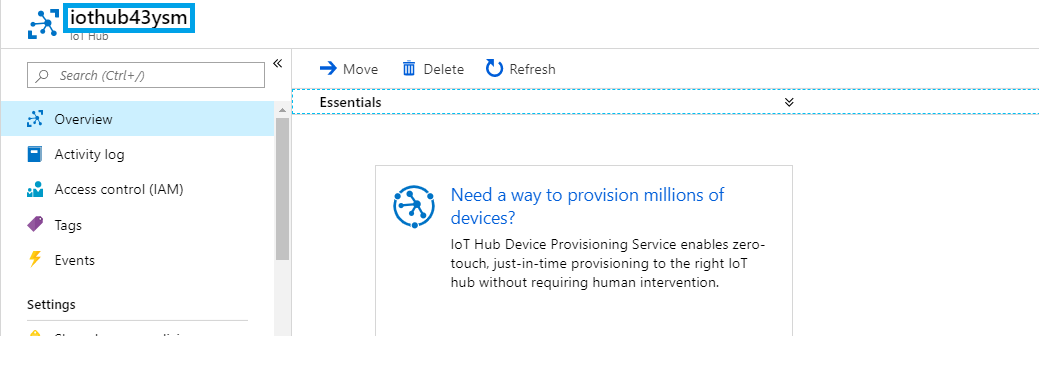 iothub43ysm
IoT Hub
Search (Ctrl+/)
Overview
Activity log
Access control (IAM)
Tags
Events
Settings
Move
Delete
Refresh
Essentials
Need a way to provision millions of
devices?
IoT Hub Device Provisioning Service enables zero-
touch, just-in-time provisioning to the right IoT
hub without requiring human intervention.